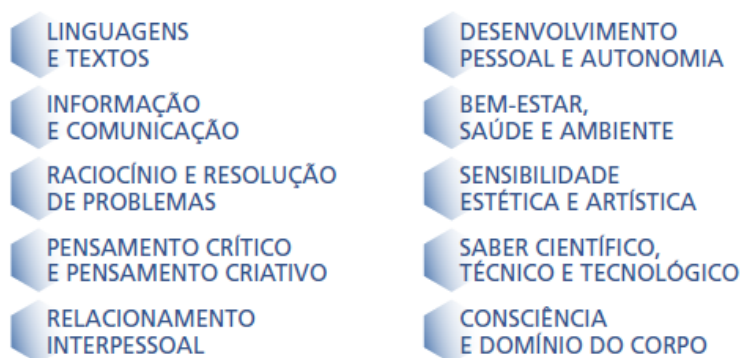 LINGUAGENS
E TEXTOS
INFORMAÇÃO
E COMUNICAÇÃO
RACIOCÍNIO E RESOLUÇÃO
DE PROBLEMAS
PENSAMENTO CRÍTICO
E PENSAMENTO CRIATIVO
RELACIONAMENTO
INTERPESSOAL
DESENVOLVIMENTO
PESSOAL E AUTONOMIA
BEM-ESTAR,
SAÚDE E AMBIENTE
SENSIBILIDADE
ESTÉTICA E ARTÍSTICA
SABER CIENTÍFICO,
TÉCNICO E TECNOLÓGICO
CONSCIÊNCIA
E DOMÍNIO DO CORPO